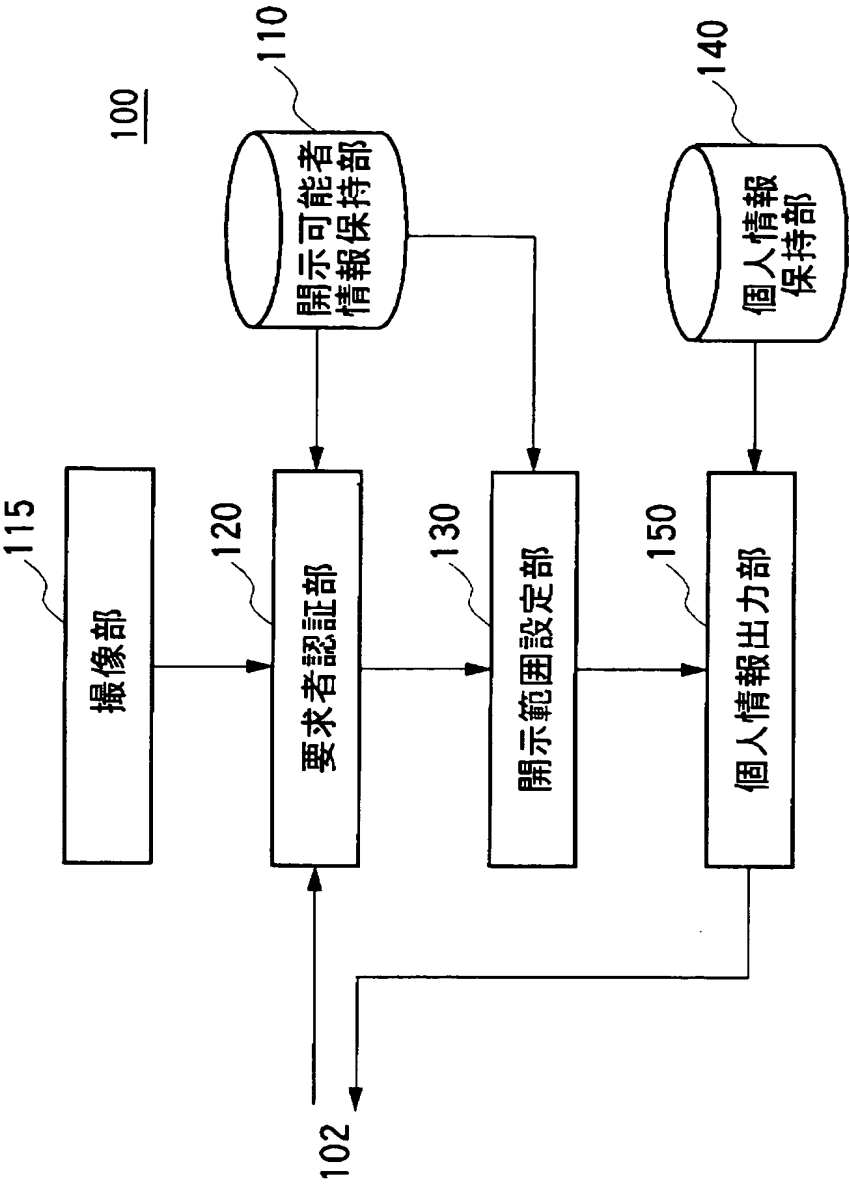 100
115
撮像部
110
開示可能者
情報保持部
120
要求者認証部
130
開示範囲設定部
140
個人情報
保持部
150
個人情報出力部
102